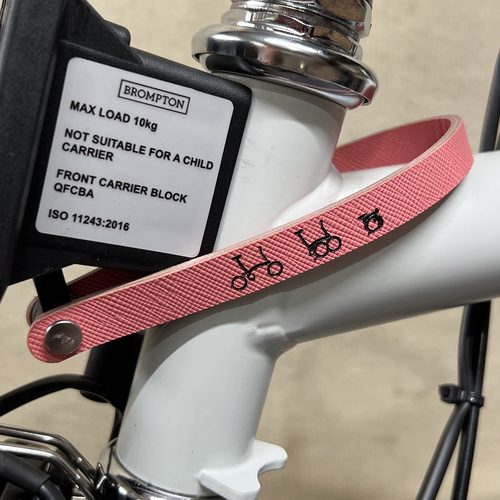 BROMPTON
MAX LOAD 10kg
NOT SUITABLE FOR A CHILD
CARRIER
FRONT CARRIER BLOCK
QFCBA
ISO 11243:2016